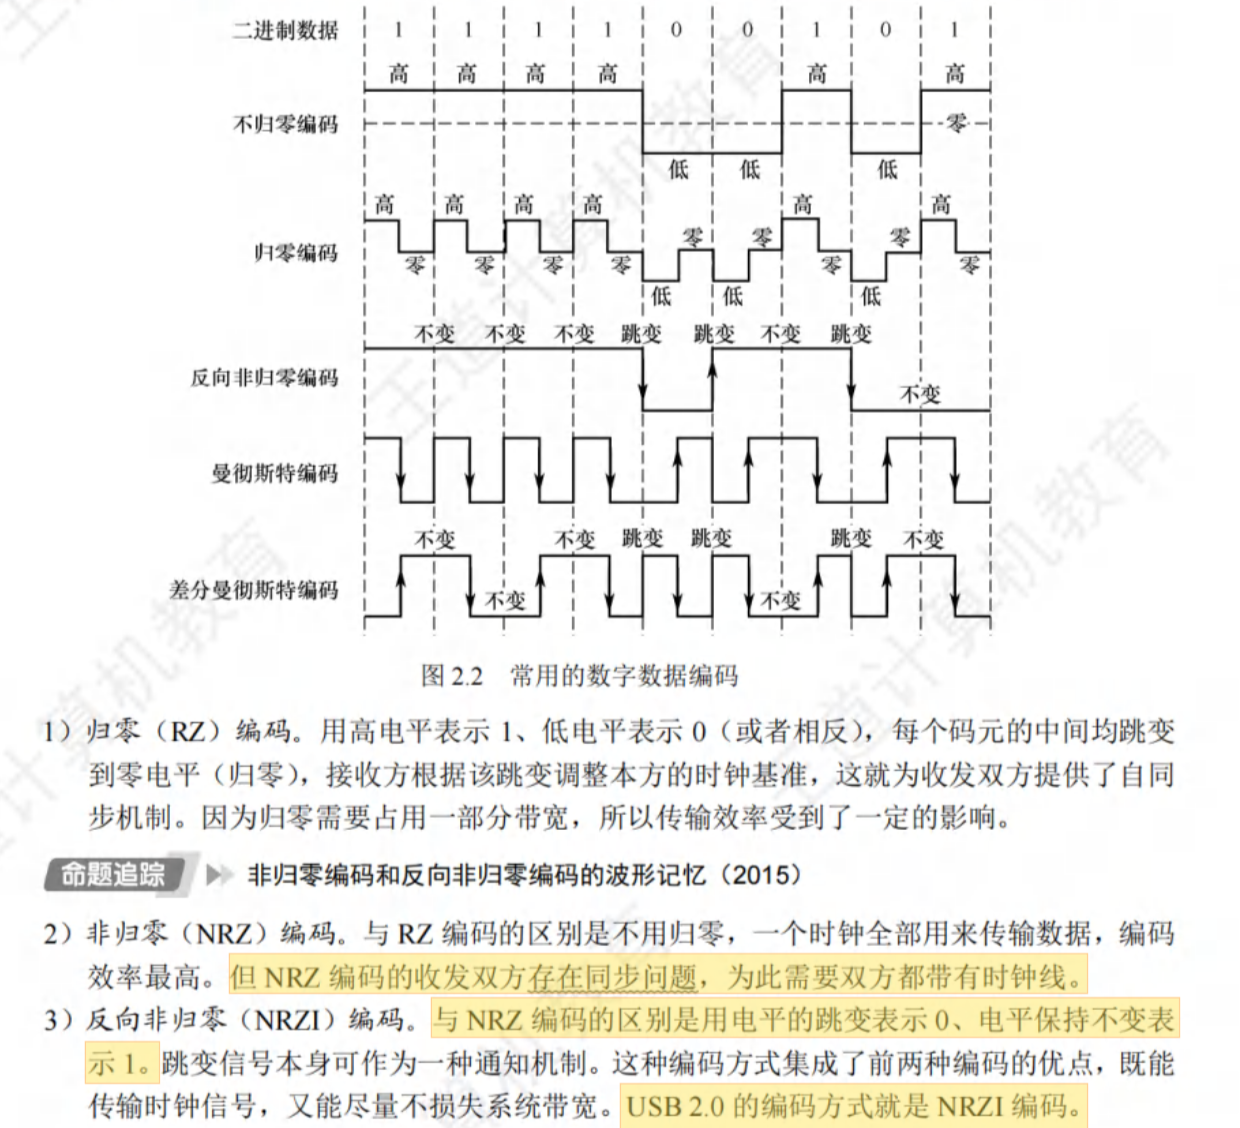 二进制数据 1 1 1 1 0 0 1 0 1
高 高 高 高 高 高
不归零编码 零
低 低 低
高 高 高 高 高 高
零 零 零
归零编码
零 零 零 零 零 零
低 低 低
不变 不变 不变 跳变 跳变 不变 跳变
反向非归零编码
不变
曼彻斯特编码
不变 不变 跳变 跳变 跳变 不变
差分曼彻斯特编码
不变 不变
图 2.2 常用的数字数据编码
1）归零（RZ）编码。用高电平表示 1、低电平表示 0（或者相反），每个码元的中间均跳变
到零电平（归零），接收方根据该跳变调整本方的时钟基准，这就为收发双方提供了自同
步机制。因为归零需要占用一部分带宽，所以传输效率受到了一定的影响。
命题追踪 非归零编码和反向非归零编码的波形记忆（2015）
2）非归零（NRZ）编码。与 RZ 编码的区别是不用归零，一个时钟全部用来传输数据，编码
效率最高。但 NRZ 编码的收发双方存在同步问题，为此需要双方都带有时钟线。
3）反向非归零（NRZI）编码。与 NRZ 编码的区别是用电平的跳变表示 0、电平保持不变表
示 1。跳变信号本身可作为一种通知机制。这种编码方式集成了前两种编码的优点，既能
传输时钟信号，又能尽量不损失系统带宽。USB 2.0 的编码方式就是 NRZI 编码。
王道计算机教育
王道计算机教育